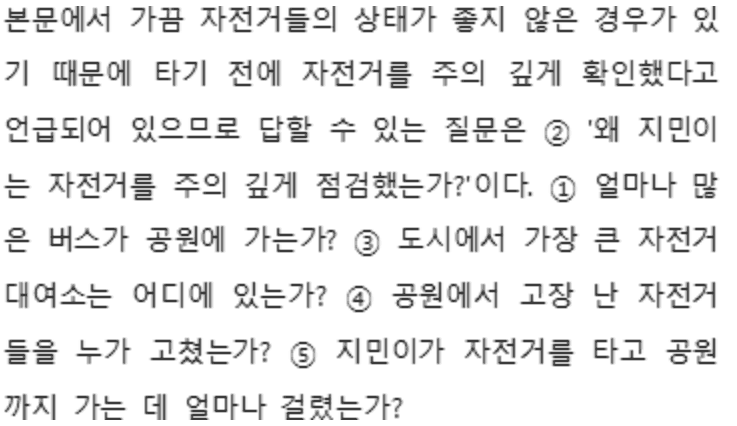 본문에서 가끔 자전거들의 상태가 좋지 않은 경우가 있
기 때문에 타기 전에 자전거를 주의 깊게 확인했다고
언급되어 있으므로 답할 수 있는 질문은 ② '왜 지민이
는 자전거를 주의 깊게 점검했는가?'이다. ① 얼마나 많
은 버스가 공원에 가는가? ③ 도시에서 가장 큰 자전거
대여소는 어디에 있는가? ④ 공원에서 고장 난 자전거
들을 누가 고쳤는가? ⑤ 지민이가 자전거를 타고 공원
까지 가는 데 얼마나 걸렸는가?